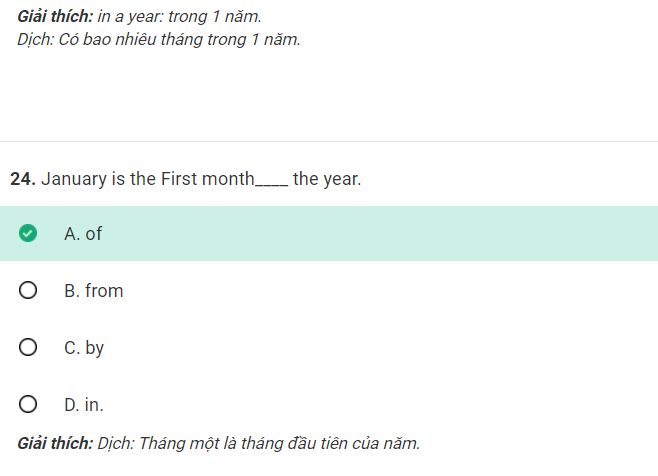 Giải thích: in a year: trong 1 năm.
Dịch: Có bao nhiêu tháng trong 1 năm.
24. January is the First month____ the year.
A. of
B. from
C. by
D. in.
Giải thích: Dịch: Tháng một là tháng đầu tiên của năm.